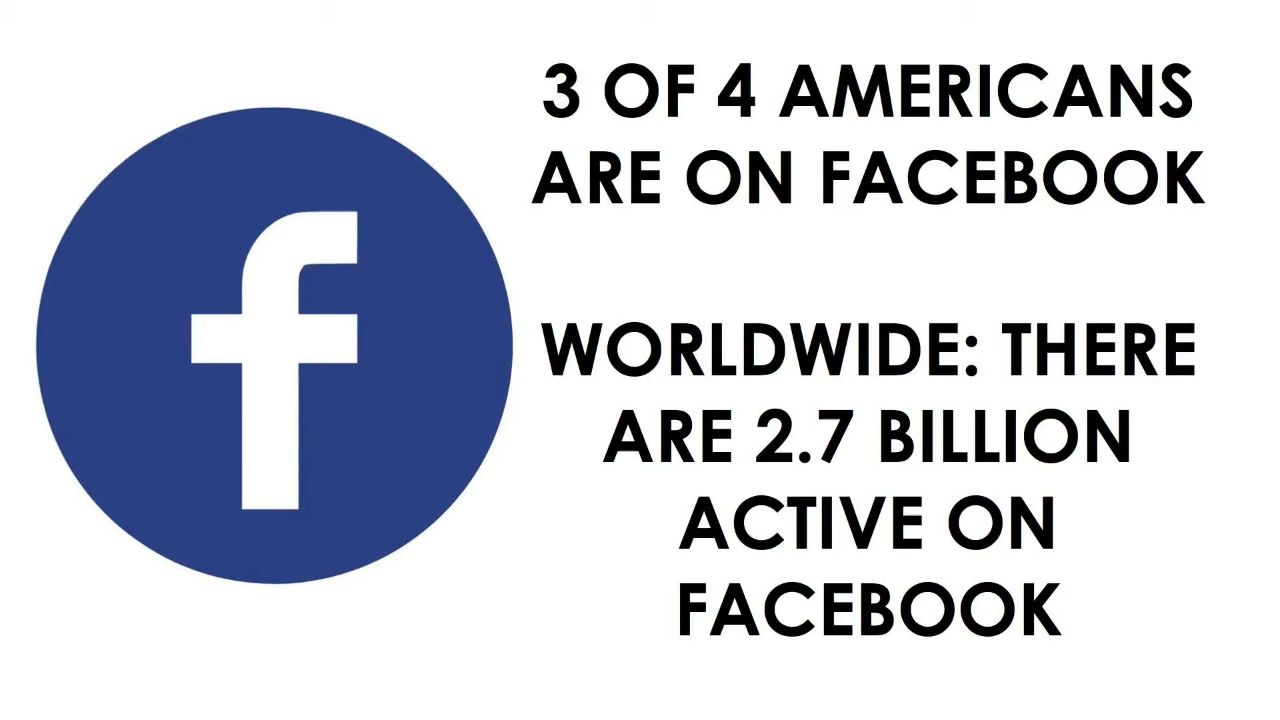 3 OF 4 AMERICANS
ARE ON FACEBOOK
WORLDWIDE: THERE
ARE 2.7 BILLION
ACTIVE ON
FACEBOOK